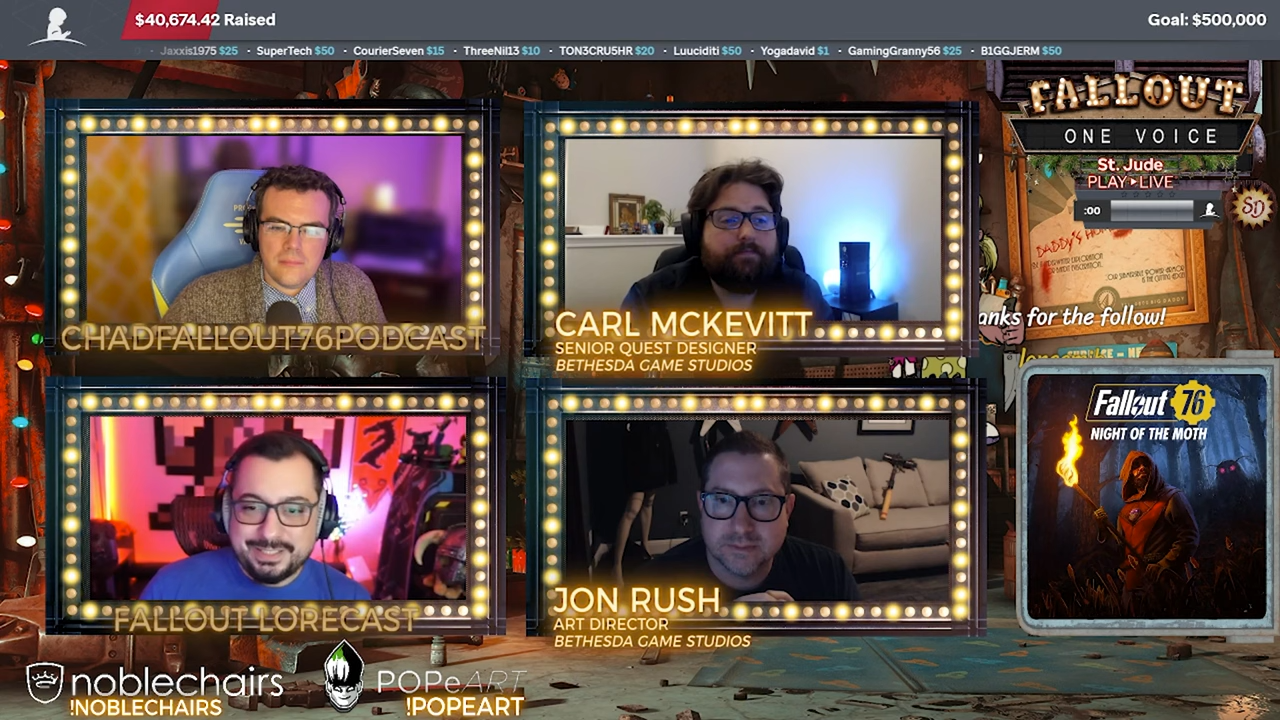 $40,674.42 Raised
Goal: $500,000
· Jaxxis1975 $25 · SuperTech $50 · CourierSeven $15 · ThreeNil13 $10 · TON3CRU5HR $20 · Luuciditi $50 · Yogadavid $1 · GamingGranny56 $25 · B1GGJERM $50
FALLOUT
ONE VOICE
St. Jude
PLAY LIVE
:00
SJ
DADDY'S
anks for the follow!
CHADFALLOUT76PODCAST
CARL MCKEVITT
SENIOR QUEST DESIGNER
BETHESDA GAME STUDIOS
Fallout 76
NIGHT OF THE MOTH
FALLOUT LORECAST
JON RUSH
ART DIRECTOR
BETHESDA GAME STUDIOS
noblechairs
!NOBLECHAIRS
POPeART
!POPEART